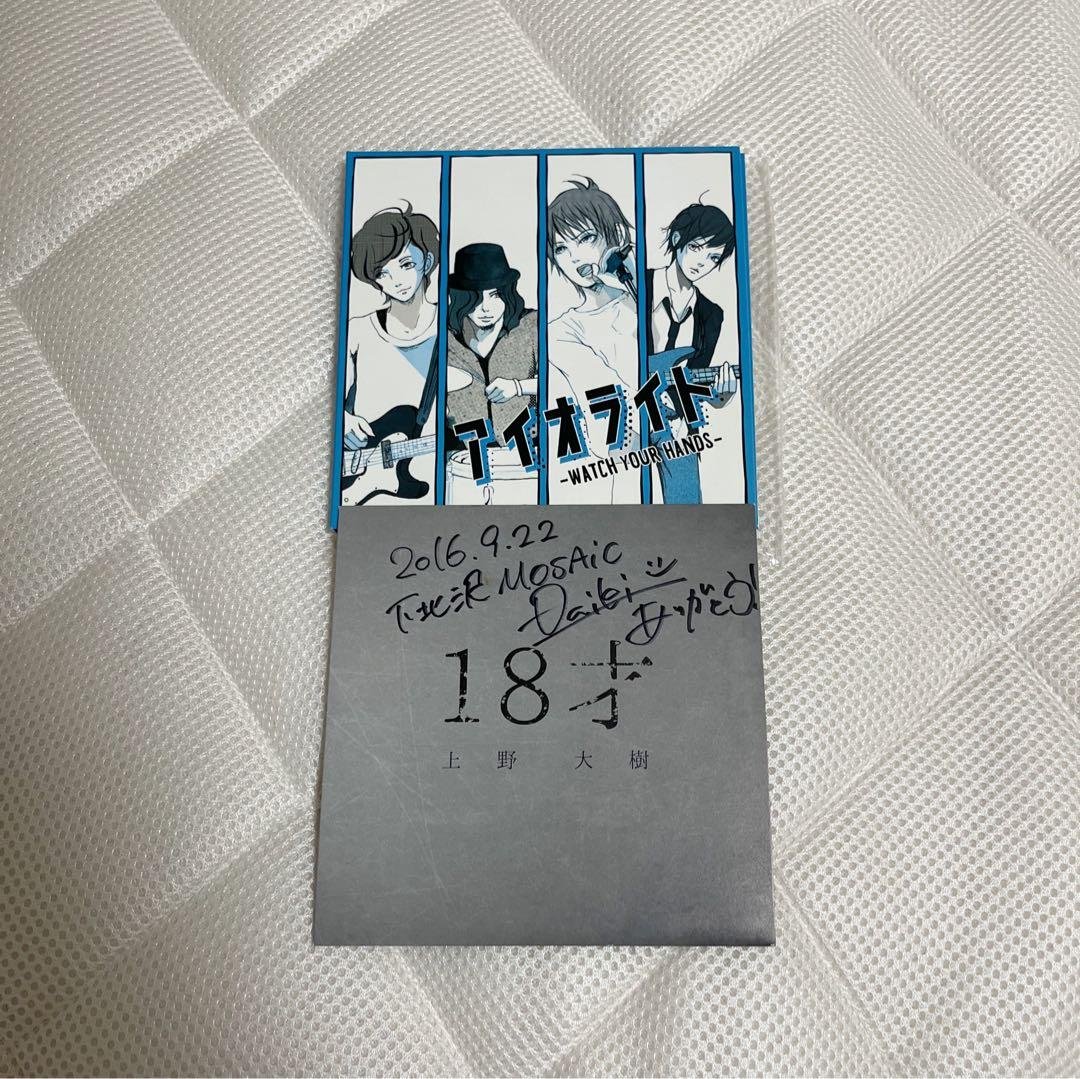 アイオライト
-WATCH YOUR HANDS-
2016.9.22
下北沢 MOSAiC
Daiki ありがとう!
18才
上野 大樹